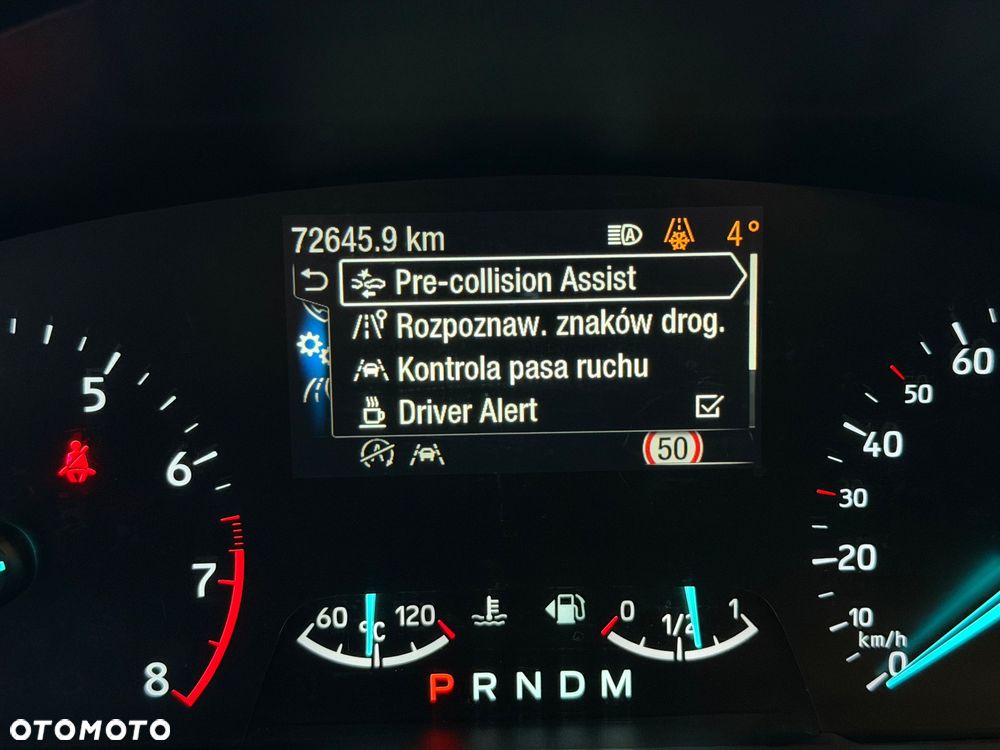 72645.9 km A 4°
Pre-collision Assist
Rozpoznaw. znaków drog.
Kontrola pasa ruchu
Driver Alert
A 50
5
6
7
8
60
50
40
30
20
10
km/h
0
60 °C 120
0 1/2 1
P R N D M
OTOMOTO